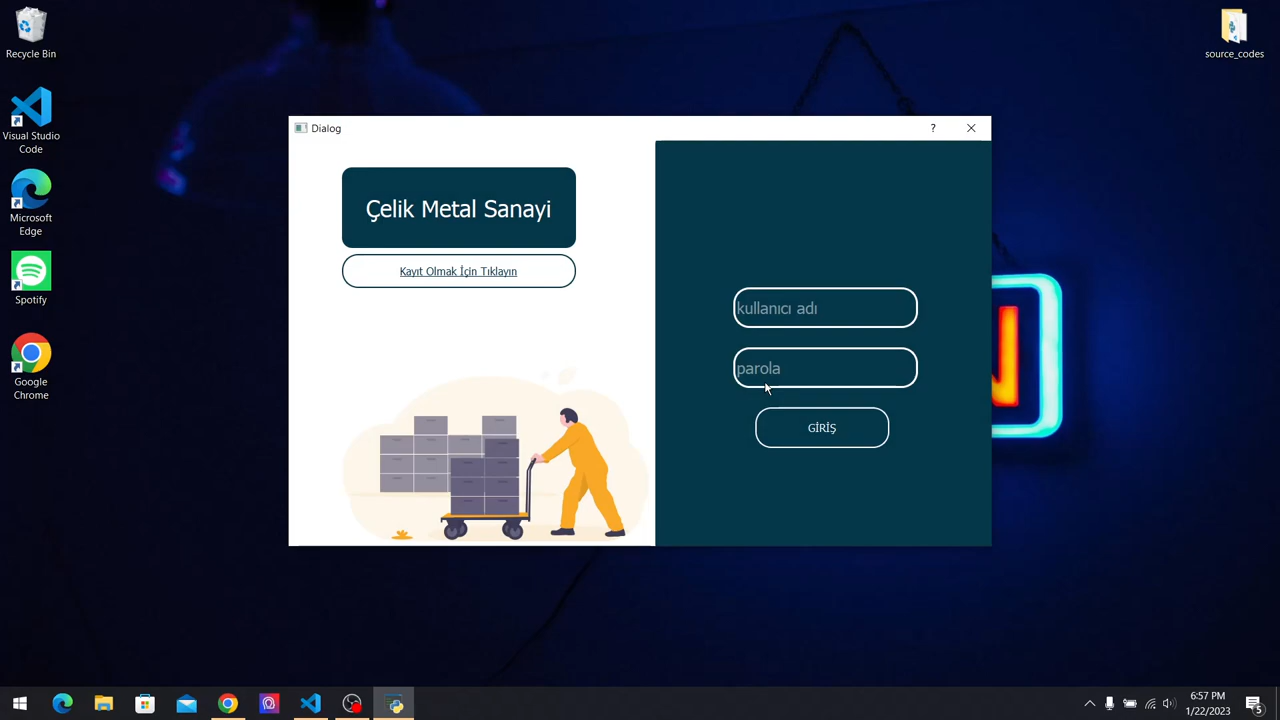 Recycle Bin
Visual Studio
Code
Microsoft
Edge
Spotify
Google
Chrome
source_codes
Dialog
?
Çelik Metal Sanayi
Kayıt Olmak İçin Tıklayın
kullanıcı adı
parola
GİRİŞ
6:57 PM
1/22/2023
5